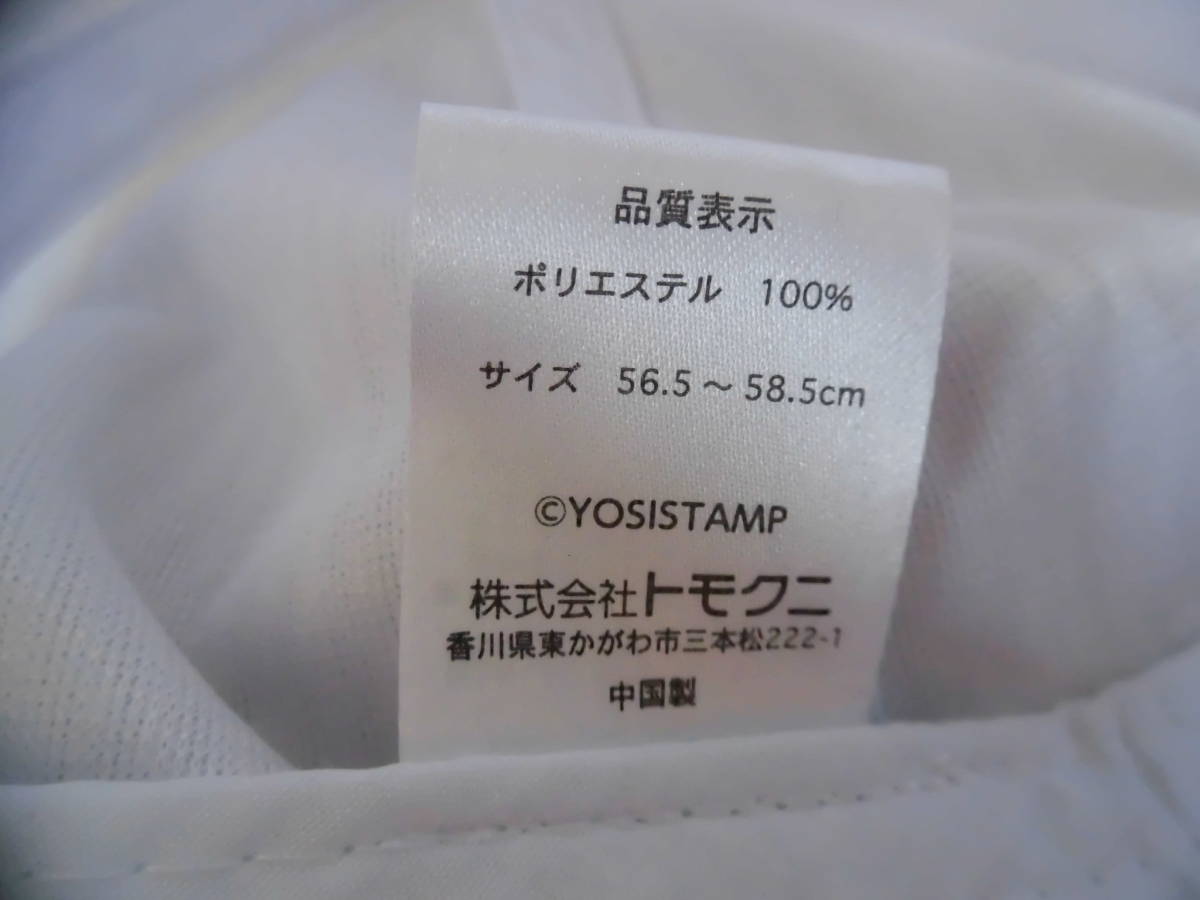 品質表示
ポリエステル　100%
サイズ　56.5～58.5cm
©YOSISTAMP
株式会社トモクニ
香川県東かがわ市三本松222-1
中国製